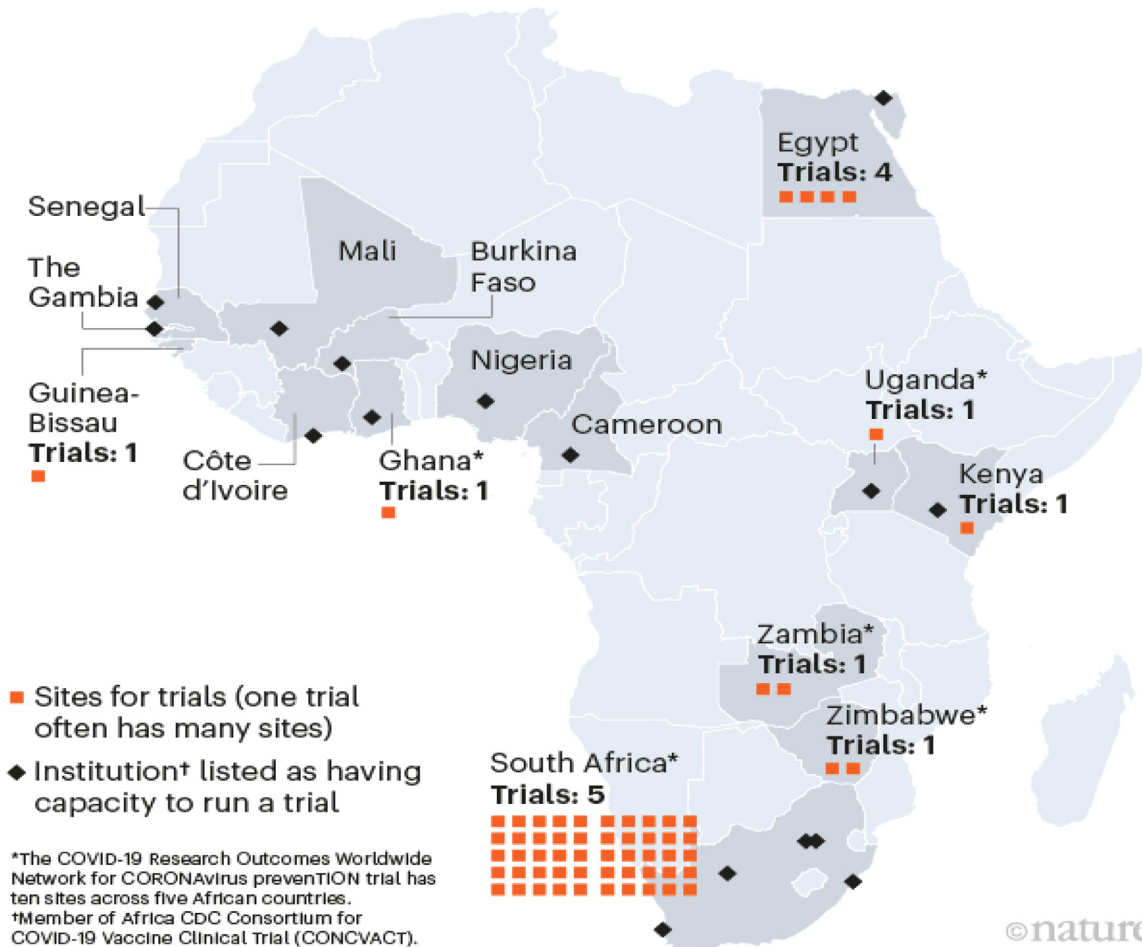 Egypt
Trials: 4
Senegal
Mali
Burkina
Faso
The
Gambia
Nigeria
Uganda*
Trials: 1
Guinea-
Bissau
Trials: 1
Cameroon
Côte
d’Ivoire
Ghana*
Trials: 1
Kenya
Trials: 1
Zambia*
Trials: 1
Zimbabwe*
Trials: 1
South Africa*
Trials: 5
Sites for trials (one trial
often has many sites)
Institution† listed as having
capacity to run a trial
*The COVID-19 Research Outcomes Worldwide
Network for CORONAvirus prevenTION trial has
ten sites across five African countries.
†Member of Africa CDC Consortium for
COVID-19 Vaccine Clinical Trial (CONCVACT).
©nature